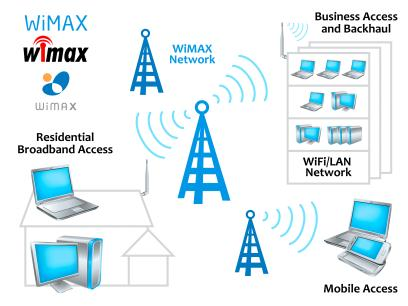 WiMAX
wimax
WiMAX
WiMAX
Network
Business Access
and Backhaul
Residential
Broadband Access
WiFi/LAN
Network
Mobile Access